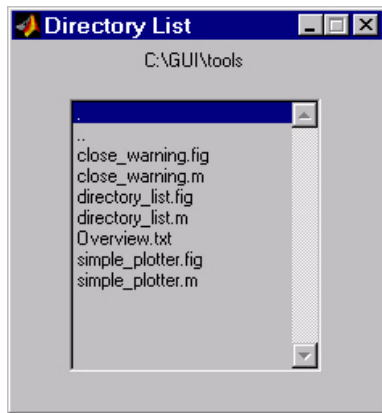 Directory List
C:\GUI\tools
.
..
close_warning.fig
close_warning.m
directory_list.fig
directory_list.m
Overview.txt
simple_plotter.fig
simple_plotter.m